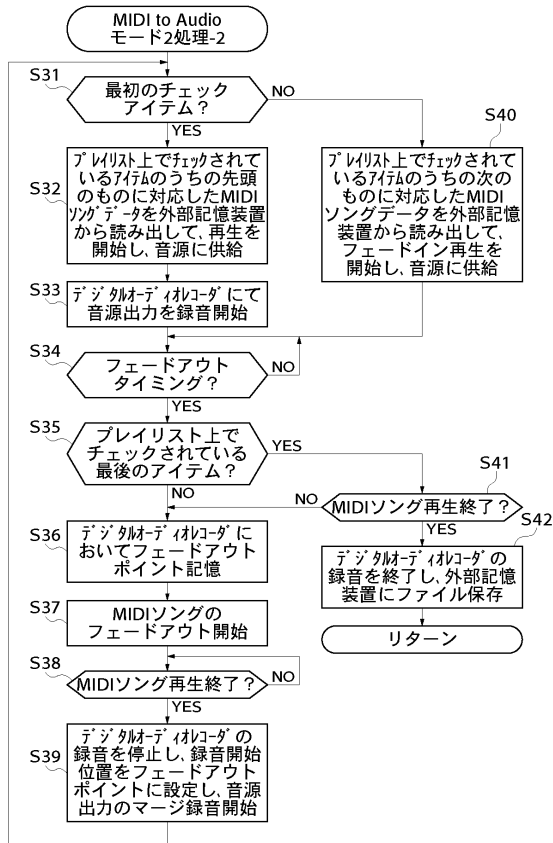 MIDI to Audio
モード2処理-2
S31
最初のチェック
アイテム？
NO
YES
S32
ﾌﾟﾚｲﾘｽﾄ上でﾁｪｯｸされて
いるｱｲﾃﾑのうちの先頭
のものに対応したMIDI
ｿﾝｸﾞﾃﾞｰﾀを外部記憶装置
から読み出して、再生を
開始し、音源に供給
S40
ﾌﾟﾚｲﾘｽﾄ上でﾁｪｯｸされて
いるｱｲﾃﾑのうちの次の
ものに対応したMIDI
ソングデータを外部記憶
装置から読み出して、
フェードイン再生を
開始し、音源に供給
S33
ﾃﾞｼﾞﾀﾙｵｰﾃﾞｨｵﾚｺｰﾀﾞにて
音源出力を録音開始
S34
フェードアウト
タイミング？
NO
YES
S35
プレイリスト上で
チェックされている
最後のアイテム？
YES
NO
S41
MIDIソング再生終了？
NO
YES
S36
ﾃﾞｼﾞﾀﾙｵｰﾃﾞｨｵﾚｺｰﾀﾞに
おいてフェードアウト
ポイント記憶
S42
ﾃﾞｼﾞﾀﾙｵｰﾃﾞｨｵﾚｺｰﾀﾞの
録音を終了し、外部記憶
装置にファイル保存
S37
MIDIソングの
フェードアウト開始
リターン
S38
MIDIソング再生終了？
NO
YES
S39
ﾃﾞｼﾞﾀﾙｵｰﾃﾞｨｵﾚｺｰﾀﾞの
録音を停止し、録音開始
位置をフェードアウト
ポイントに設定し、音源
出力のマージ録音開始